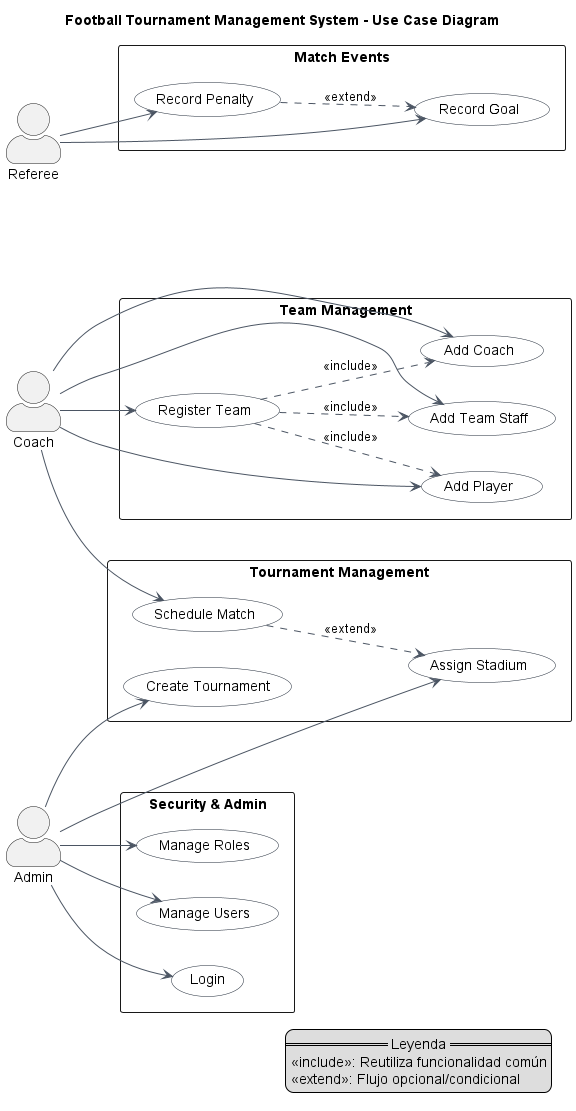 Football Tournament Management System - Use Case Diagram
Match Events
Record Penalty
«extend»
Record Goal
Referee
Team Management
Add Coach
«include»
Register Team
«include»
Add Team Staff
Coach
«include»
Add Player
Tournament Management
Schedule Match
«extend»
Assign Stadium
Create Tournament
Security & Admin
Manage Roles
Admin
Manage Users
Login
Leyenda
«include»: Reutiliza funcionalidad común
«extend»: Flujo opcional/condicional